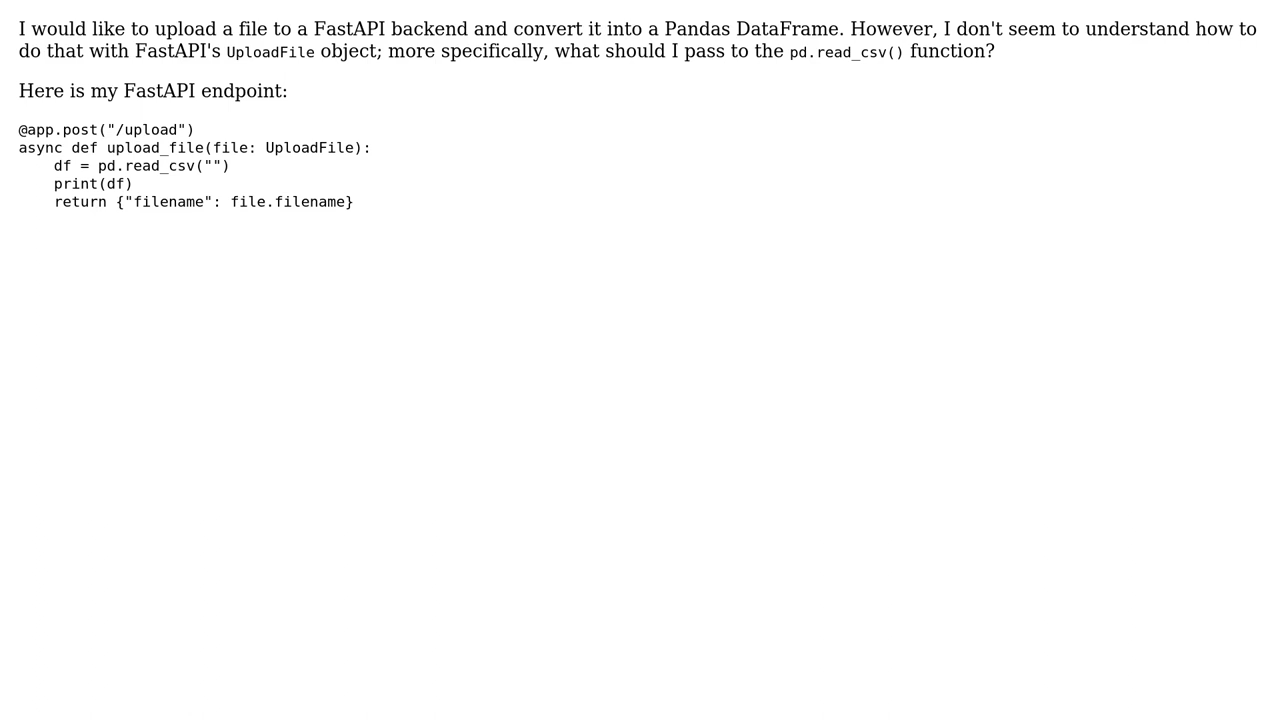 I would like to upload a file to a FastAPI backend and convert it into a Pandas DataFrame. However, I don't seem to understand how to
do that with FastAPI's UploadFile object; more specifically, what should I pass to the pd.read_csv() function?
Here is my FastAPI endpoint:
@app.post("/upload")
async def upload_file(file: UploadFile):
    df = pd.read_csv("")
    print(df)
    return {"filename": file.filename}